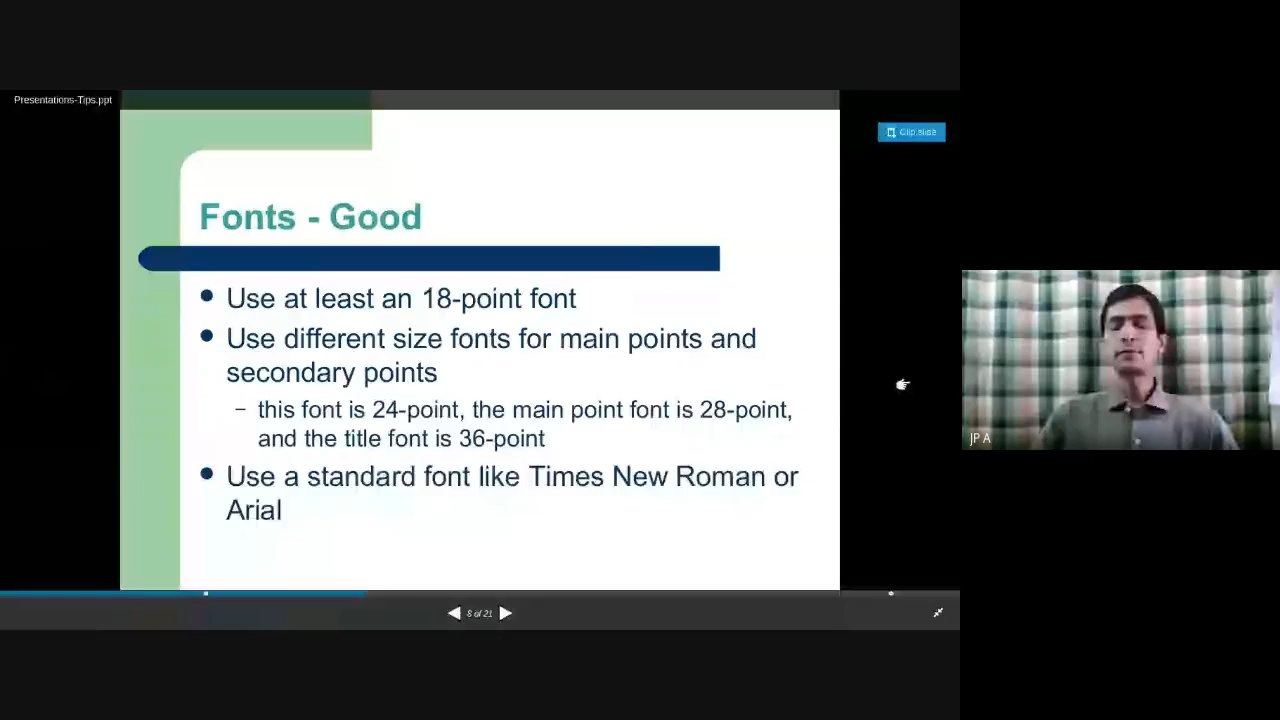 Presentations-Tips.ppt
Clip slide
Fonts - Good
Use at least an 18-point font
Use different size fonts for main points and
secondary points
– this font is 24-point, the main point font is 28-point,
and the title font is 36-point
Use a standard font like Times New Roman or
Arial
JP A
8 of 21